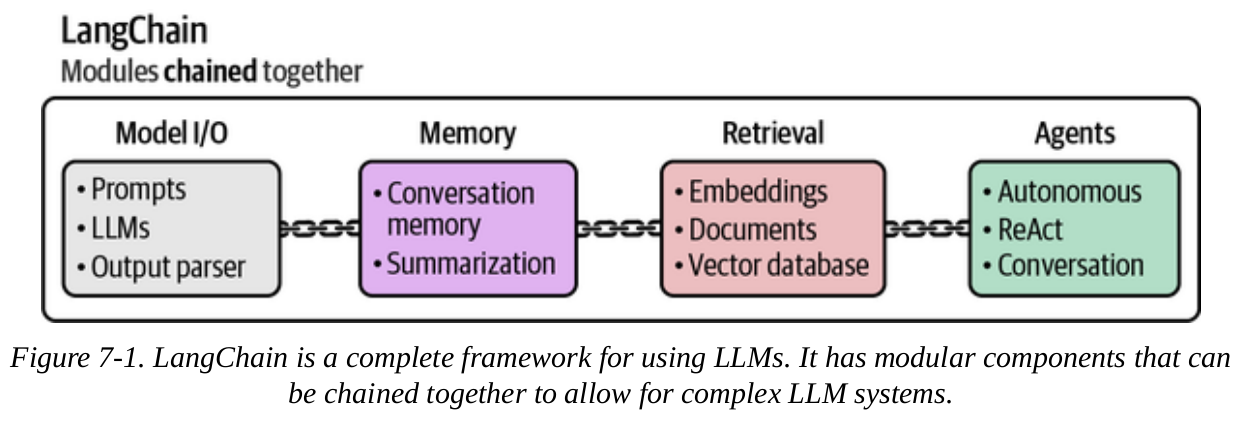 LangChain
Modules chained together
Model I/O
• Prompts
• LLMs
• Output parser
Memory
• Conversation
memory
• Summarization
Retrieval
• Embeddings
• Documents
• Vector database
Agents
• Autonomous
• ReAct
• Conversation
Figure 7-1. LangChain is a complete framework for using LLMs. It has modular components that can
be chained together to allow for complex LLM systems.